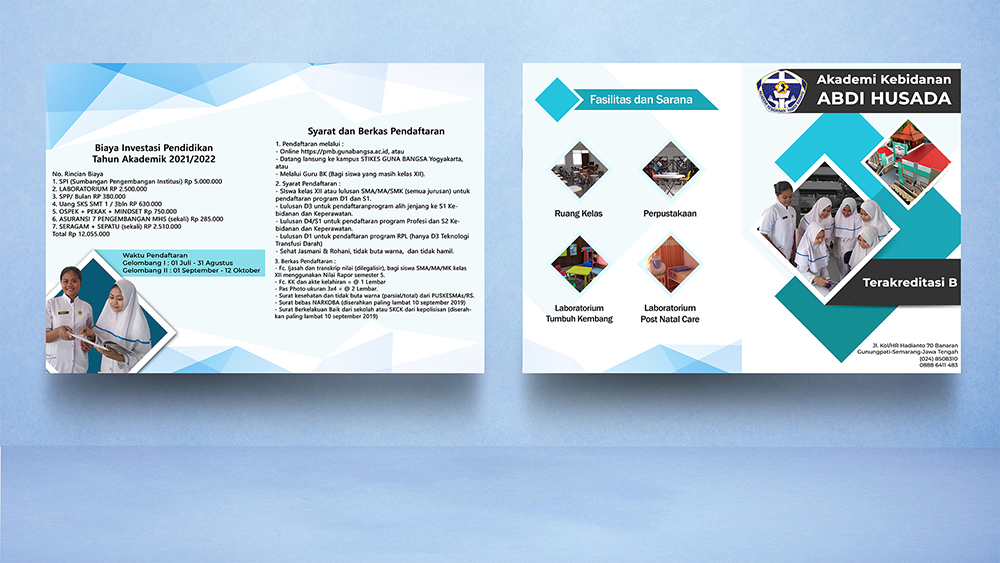 Biaya Investasi Pendidikan
Tahun Akademik 2021/2022
No. Rincian Biaya
1. SPI (Sumbangan Pengembangan Institusi) Rp 5.000.000
2. LABORATORIUM RP 2.500.000
3. SPP/ Bulan RP 380.000
4. Uang SKS SMT 1 / 3bln RP 630.000
5. OSPEK + PEKAK + MINDSET Rp 750.000
6. ASURANSI 7 PENGEMBANGAN MHS (sekali) RP 285.000
7. SERAGAM + SEPATU (sekali) RP 2.510.000
Total Rp 12.055.000
Waktu Pendaftaran
Gelombang I : 01 Juli - 31 Agustus
Gelombang II : 01 September - 12 Oktober
Syarat dan Berkas Pendaftaran
1. Pendaftaran melalui :
- Online https://pmb.gunabangsa.ac.id, atau
- Datang lansung ke kampus STIKES GUNA BANGSA Yogyakarta,
atau
- Melalui Guru BK (Bagi siswa yang masih kelas XII).
2. Syarat Pendaftaran :
- SIswa kelas XII atau lulusan SMA/MA/SMK (semua jurusan) untuk
pendaftaran program D1 dan S1.
- Lulusan D3 untuk pendaftaranprogram alih jenjang ke S1 Ke-
bidanan dan Keperawatan.
- Lulusan D4/S1 untuk pendaftaran program Profesi dan S2 Ke-
bidanan dan Keperawatan.
- Lulusan D1 untuk pendaftaran program RPL (hanya D3 Teknologi
Transfusi Darah)
- Sehat Jasmani & Rohani, tidak buta warna, dan tidak hamil.
3. Berkas Pendaftaran :
- Fc. Ijasah dan transkrip nilai (dilegalisir), bagi siswa SMA/MA/MK kelas
XII menggunakan Nilai Rapor semester 5.
- Fc. KK dan akte kelahiran = @ 1 Lembar
- Pas Photo ukuran 3x4 = @ 2 Lembar.
- Surat kesehatan dan tidak buta warna (parsial/total) dari PUSKESMAs/RS.
- Surat bebas NARKOBA (diserahkan paling lambat 10 september 2019)
- Surat Berkelakuan Baik dari sekolah atau SKCK dari kepolisisan (diserah-
kan paling lambat 10 september 2019)
Fasilitas dan Sarana
Ruang Kelas
Perpustakaan
Laboratorium
Tumbuh Kembang
Laboratorium
Post Natal Care
Akademi Kebidanan
ABDI HUSADA
Terakreditasi B
Jl. Kol/HR Hadianto 70 Banaran
Gunungpati-Semarang-Jawa Tengah
(024) 8508310
0888 6411 483